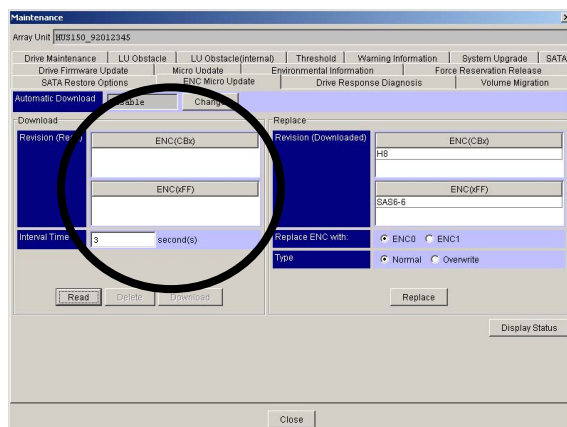 Maintenance
Array Unit HUS150_92012345
Drive Maintenance LU Obstacle LU Obstacle(internal) Threshold Warning Information System Upgrade SATA
Drive Firmware Update Micro Update Environmental Information Force Reservation Release
SATA Restore Options ENC Micro Update Drive Response Diagnosis Volume Migration
Automatic Download
Download
Revision ENC(CBx)
ENC(xFF)
Interval Time 3 second(s)
Read Delete Download
Replace
Revision (Downloaded) ENC(CBx)
H8
ENC(xFF)
SAS6-6
Replace ENC with: ENC0 ENC1
Type Normal Overwrite
Replace
Display Status
Close